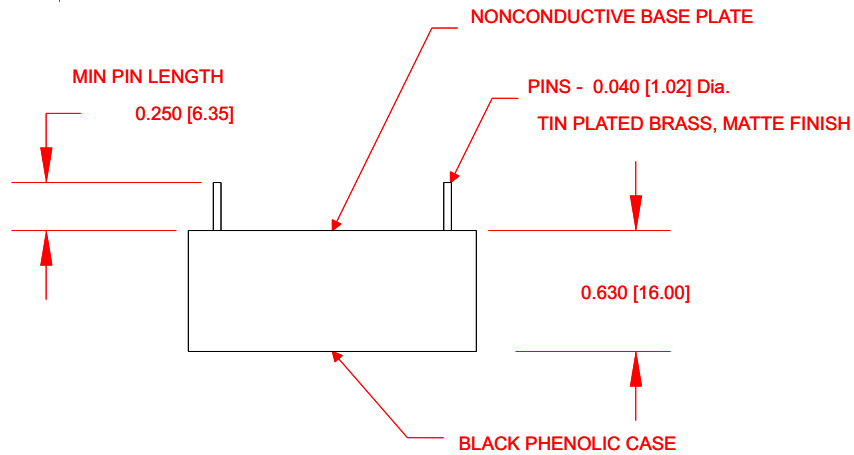 NONCONDUCTIVE BASE PLATE
MIN PIN LENGTH
0.250 [6.35]
PINS - 0.040 [1.02] Dia.
TIN PLATED BRASS, MATTE FINISH
0.630 [16.00]
BLACK PHENOLIC CASE